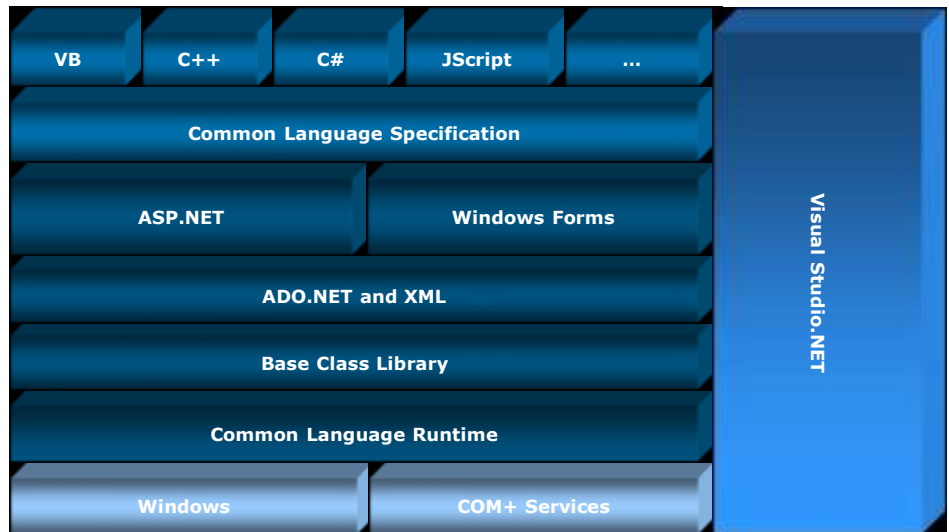 VB
C++
C#
JScript
...
Common Language Specification
ASP.NET
Windows Forms
ADO.NET and XML
Base Class Library
Common Language Runtime
Windows
COM+ Services
Visual Studio.NET